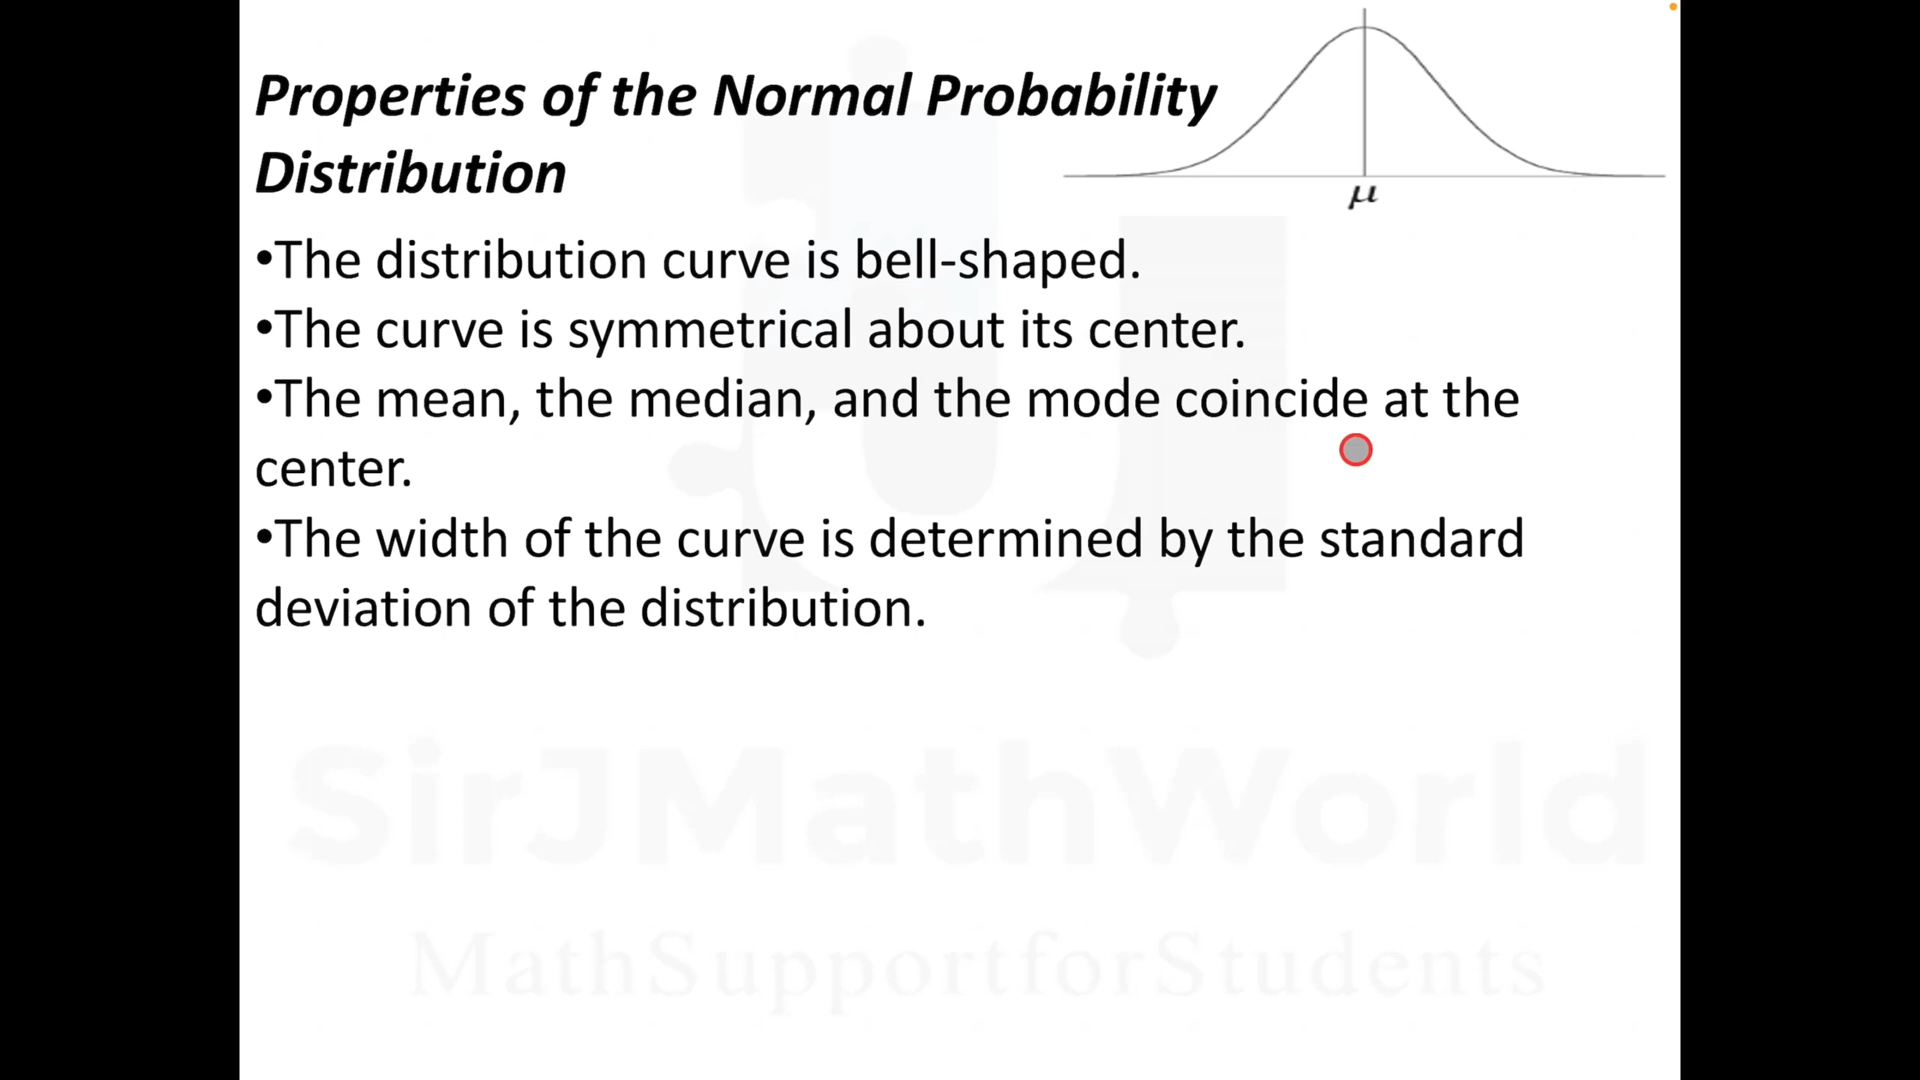 Properties of the Normal Probability
Distribution
μ
•The distribution curve is bell-shaped.
•The curve is symmetrical about its center.
•The mean, the median, and the mode coincide at the
center.
•The width of the curve is determined by the standard
deviation of the distribution.
SirJMathWorld
MathSupportforStudents